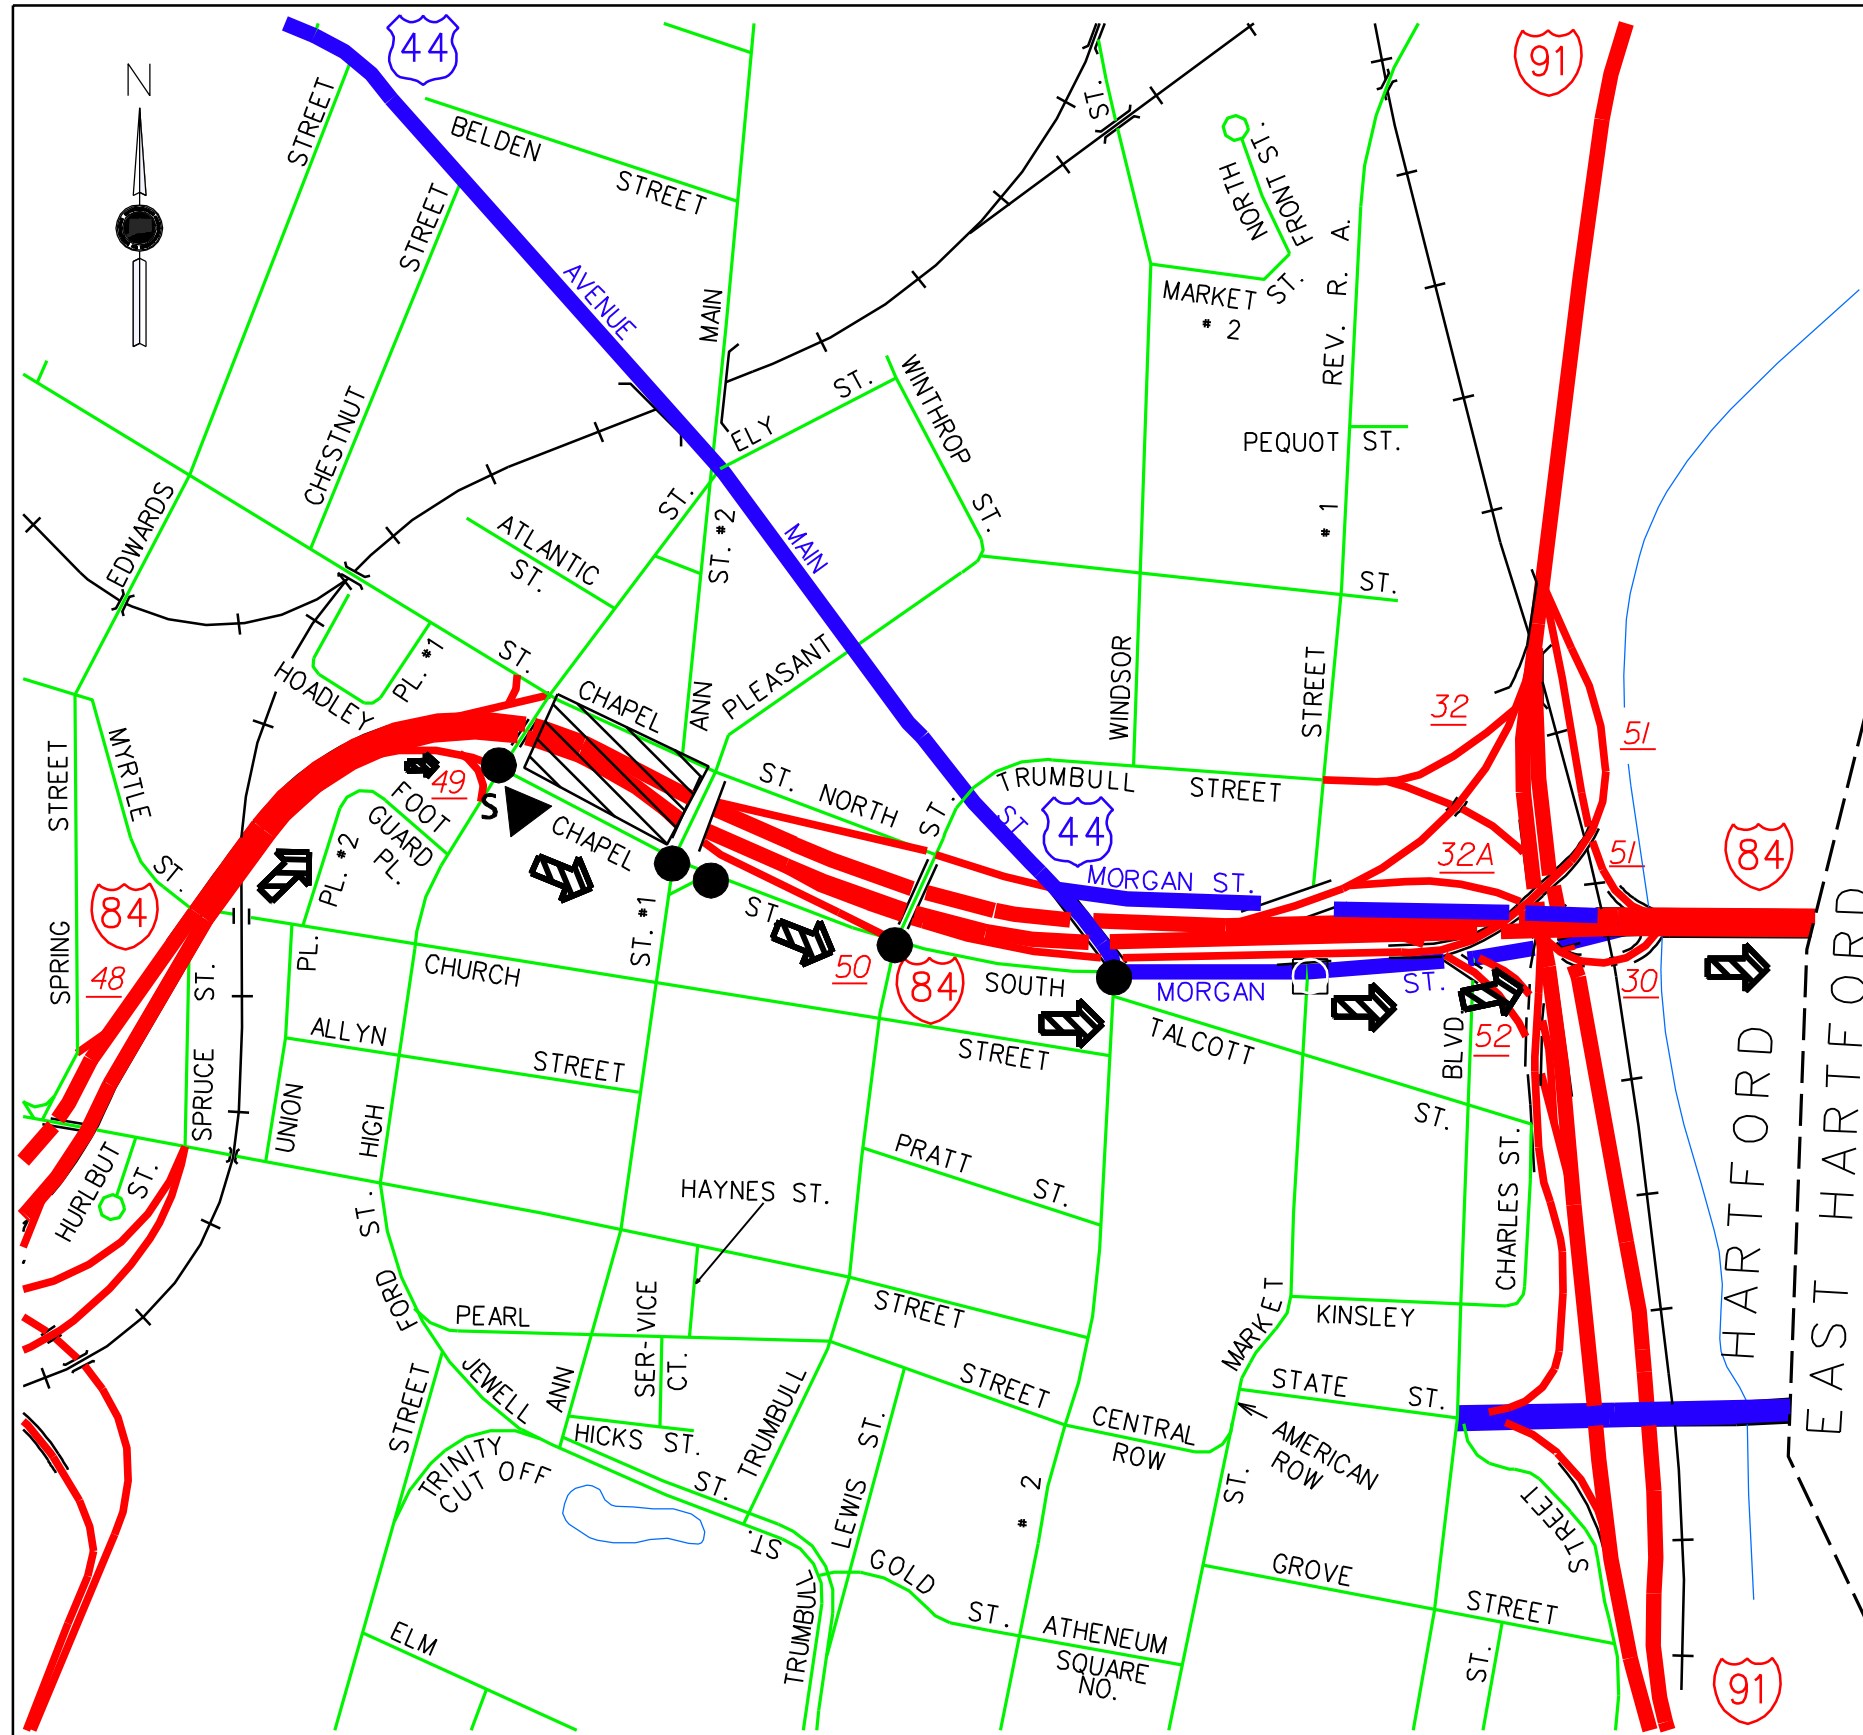 N
44
91
STREET
BELDEN
STREET
ST.
NORTH
FRONT ST.
STREET
MAIN
AVENUE
MARKET ST.
# 2
REV. R. A.
ELY ST.
WINTHROP
ST.
PEQUOT ST.
# 1
CHESTNUT
EDWARDS
ATLANTIC
ST.
ST.
ST. #2
MAIN
ST.
HOADLEY
PL. #1
ST.
CHAPEL
ANN
PLEASANT
WINDSOR
STREET
32
51
STREET
MYRTLE
ST.
49
FOOT
GUARD
PL.
S
CHAPEL
ST. NORTH
ST.
TRUMBULL
STREET
ST.
44
32A
51
84
MORGAN ST.
84
PL. #2
SPRING
48
ST.
PL.
CHURCH
ST. #1
ST.
50
84
SOUTH
MORGAN
ST.
30
52
BLVD.
TALCOTT
ST.
ALLYN
STREET
STREET
SPRUCE
UNION
HIGH
ST.
HURLBUT
ST.
PRATT
ST.
HAYNES ST.
CHARLES ST.
HARTFORD
EAST HARTFORD
FORD
PEARL
SER-VICE
CT.
STREET
STREET
MARKET
KINSLEY
STATE ST.
JEWELL
ANN
HICKS ST.
ST.
TRUMBULL
STREET
TRINITY
CUT OFF
LEWIS ST.
CENTRAL
ROW
AMERICAN
ROW
ST.
# 2
STREET
ST.
TRUMBULL
GOLD
ST.
ATHENEUM
SQUARE
NO.
GROVE
STREET
ST.
ELM
91